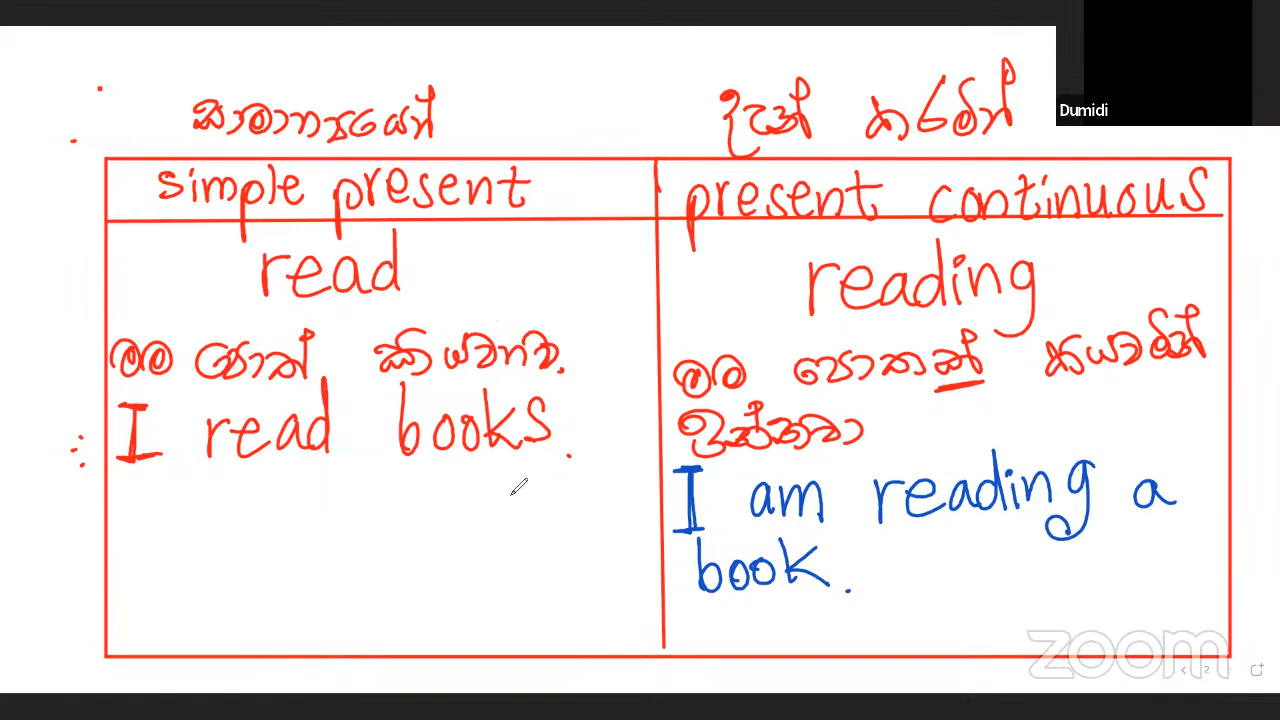 සාමාන්‍යයෙන්
දැන් කරමින්
Dumidi
simple present
present continuous
read
reading
මම පොත් කියවනව.
මම පොතක් කියවමින්
ඉන්නවා
I read books.
I am reading a
book.
zoom
2